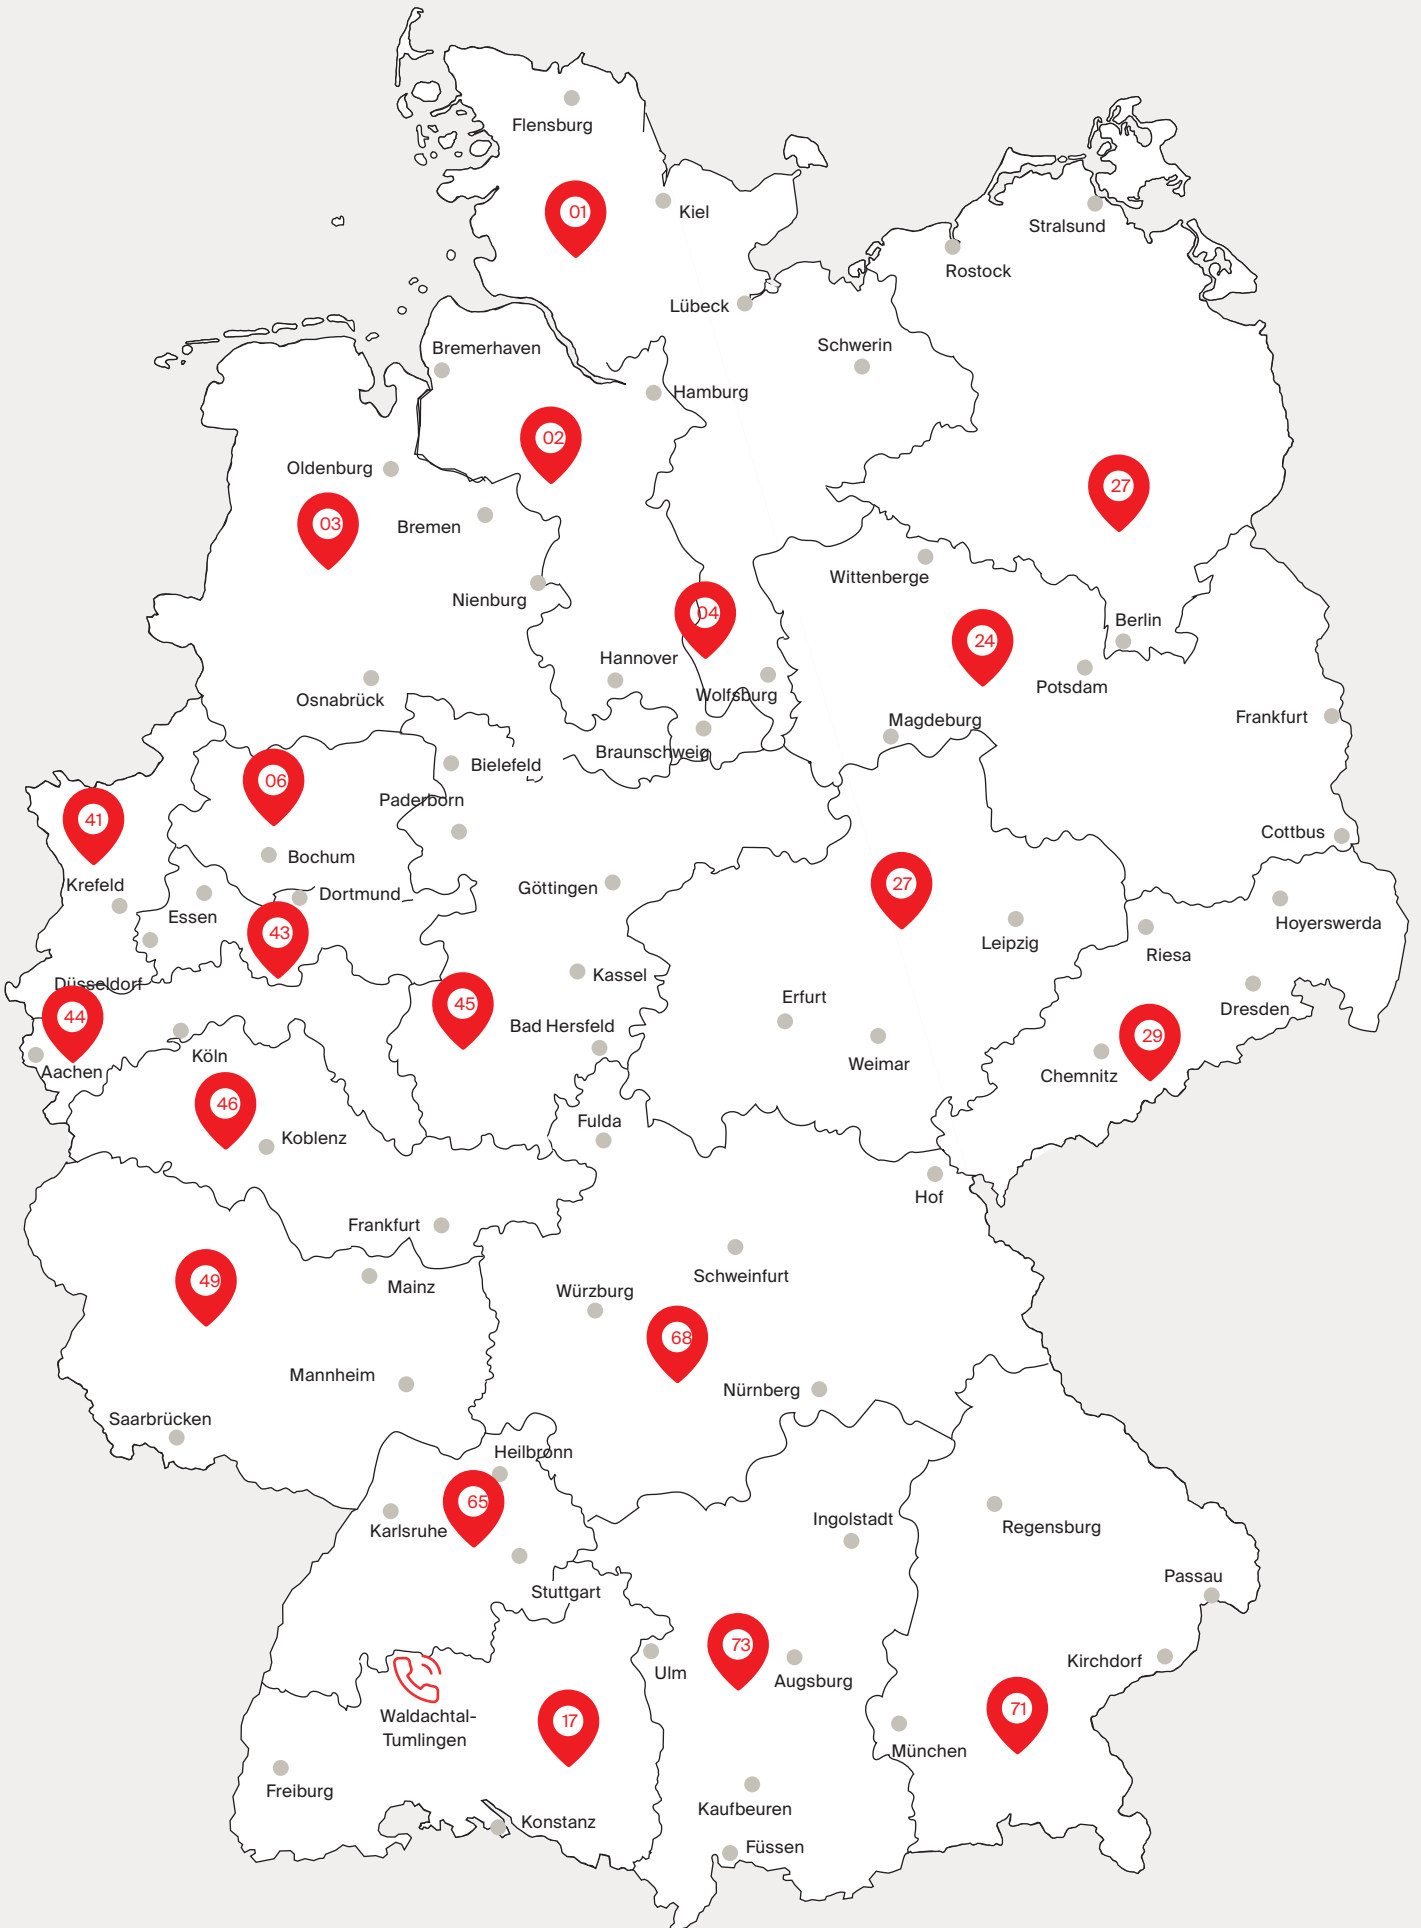 Flensburg
01
Kiel
Stralsund
Rostock
Lübeck
Schwerin
Bremerhaven
Hamburg
02
Oldenburg
27
03
Bremen
Wittenberge
Nienburg
04
Berlin
24
Hannover
Potsdam
Wolfsburg
Osnabrück
Frankfurt
Magdeburg
Braunschweig
Bielefeld
06
Paderborn
41
Cottbus
Bochum
Krefeld
27
Göttingen
Dortmund
Essen
Hoyerswerda
43
Leipzig
Riesa
Kassel
Düsseldorf
Erfurt
45
Dresden
44
Bad Hersfeld
29
Köln
Weimar
Aachen
Chemnitz
46
Fulda
Koblenz
Hof
Frankfurt
Schweinfurt
49
Mainz
Würzburg
68
Mannheim
Nürnberg
Saarbrücken
Heilbronn
65
Ingolstadt
Karlsruhe
Regensburg
Passau
Stuttgart
73
Kirchdorf
Ulm
Augsburg
71
Waldachtal-
Tumlingen
17
München
Freiburg
Kaufbeuren
Konstanz
Füssen